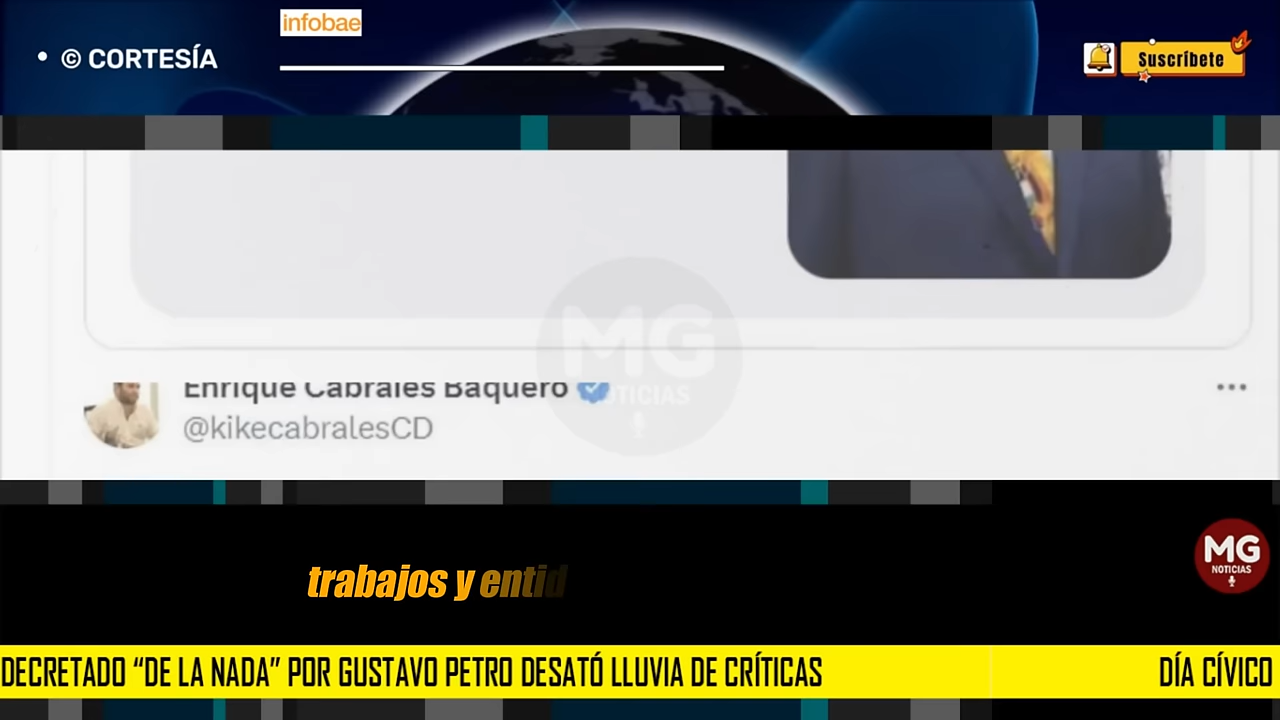 infobae
• © CORTESÍA
Suscríbete
MG
NOTICIAS
Enrique Cabrales Baquero
@kikecabralesCD
trabajos y entid
MG
NOTICIAS
DECRETADO “DE LA NADA” POR GUSTAVO PETRO DESATÓ LLUVIA DE CRÍTICAS
DÍA CÍVICO